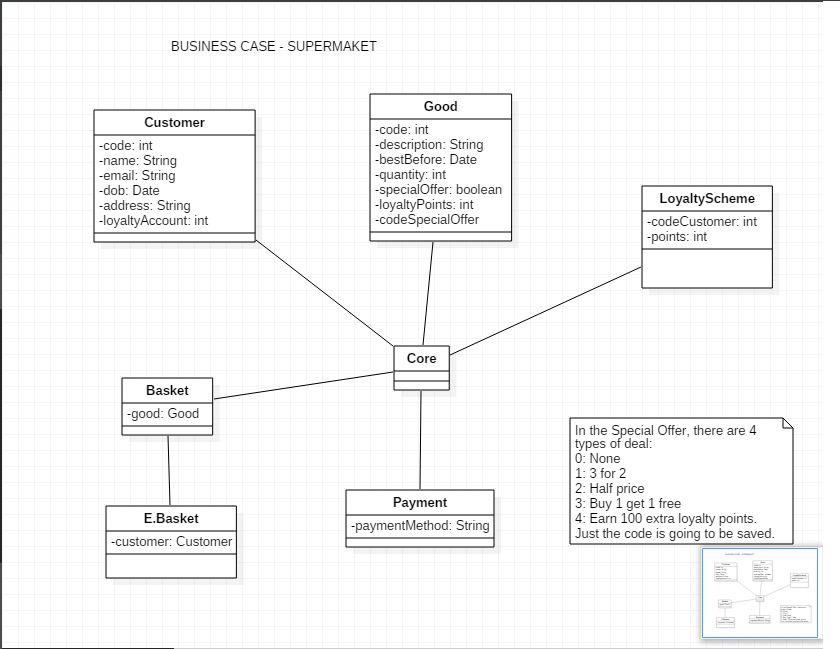 BUSINESS CASE - SUPERMAKET
Customer
-code: int
-name: String
-email: String
-dob: Date
-address: String
-loyaltyAccount: int
Good
-code: int
-description: String
-bestBefore: Date
-quantity: int
-specialOffer: boolean
-loyaltyPoints: int
-codeSpecialOffer
LoyaltyScheme
-codeCustomer: int
-points: int
Core
Basket
-good: Good
E.Basket
-customer: Customer
Payment
-paymentMethod: String
In the Special Offer, there are 4
types of deal:
0: None
1: 3 for 2
2: Half price
3: Buy 1 get 1 free
4: Earn 100 extra loyalty points.
Just the code is going to be saved.